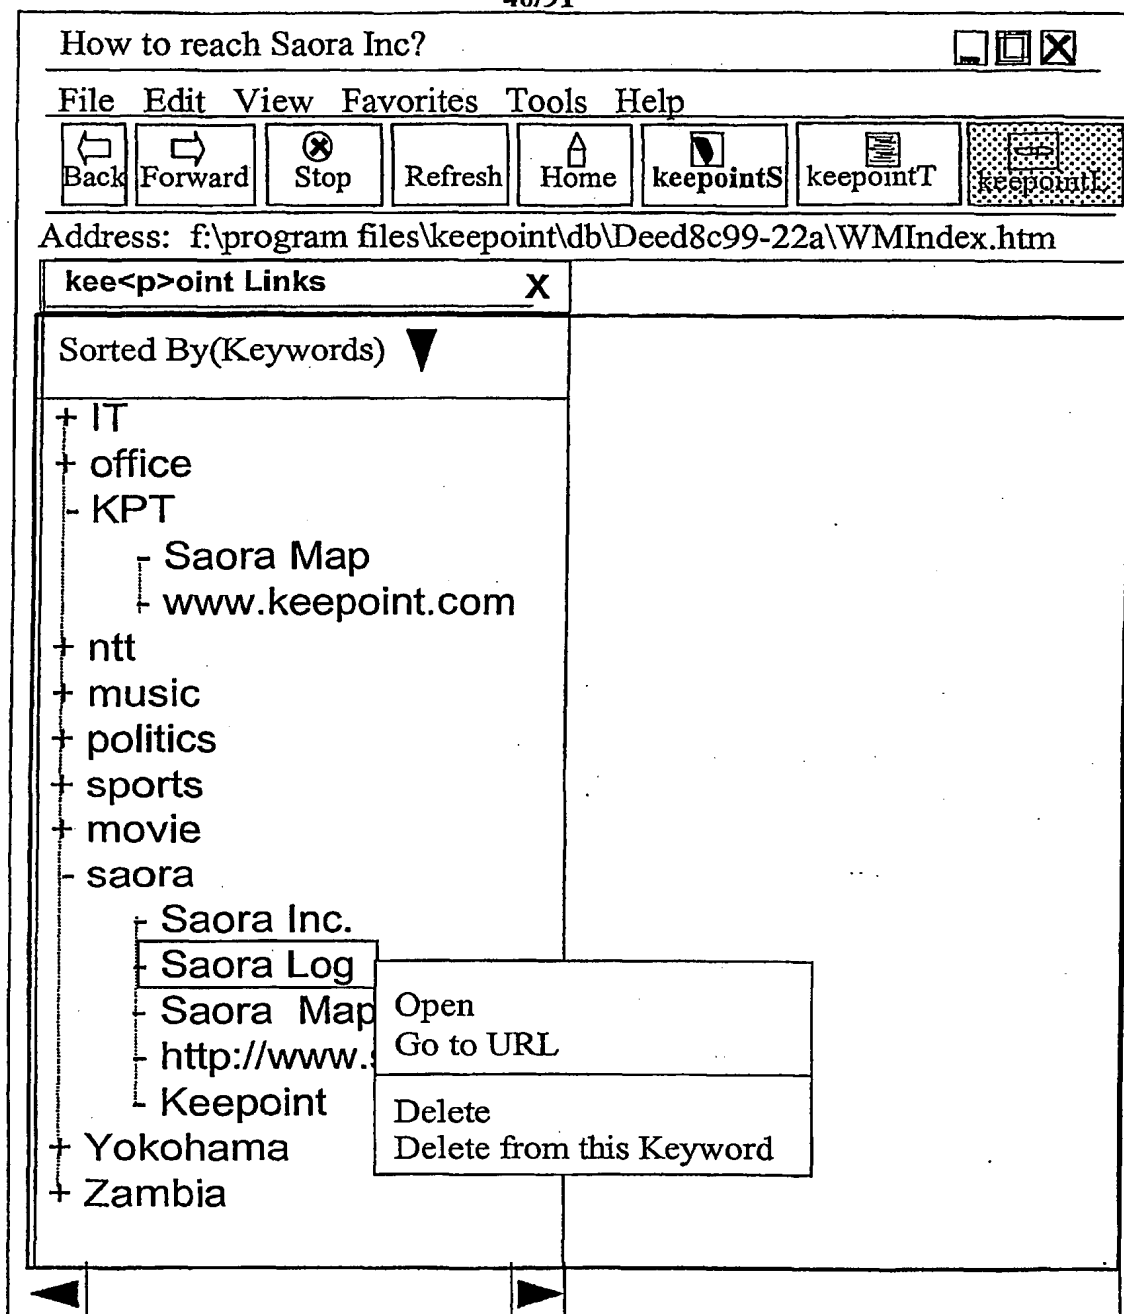 How to reach Saora Inc?
File Edit View Favorites Tools Help
Back Forward Stop Refresh Home keepointS keepointT keepointL
Address: f:\program files\keepoint\db\Deed8c99-22a\WMIndex.htm
kee<p>oint Links X
Sorted By(Keywords)
+ IT
+ office
- KPT
- Saora Map
- www.keepoint.com
+ ntt
+ music
+ politics
+ sports
+ movie
- saora
- Saora Inc.
- Saora Log
- Saora Map
Open
- http://www.
Go to URL
- Keepoint
Delete
+ Yokohama
Delete from this Keyword
+ Zambia